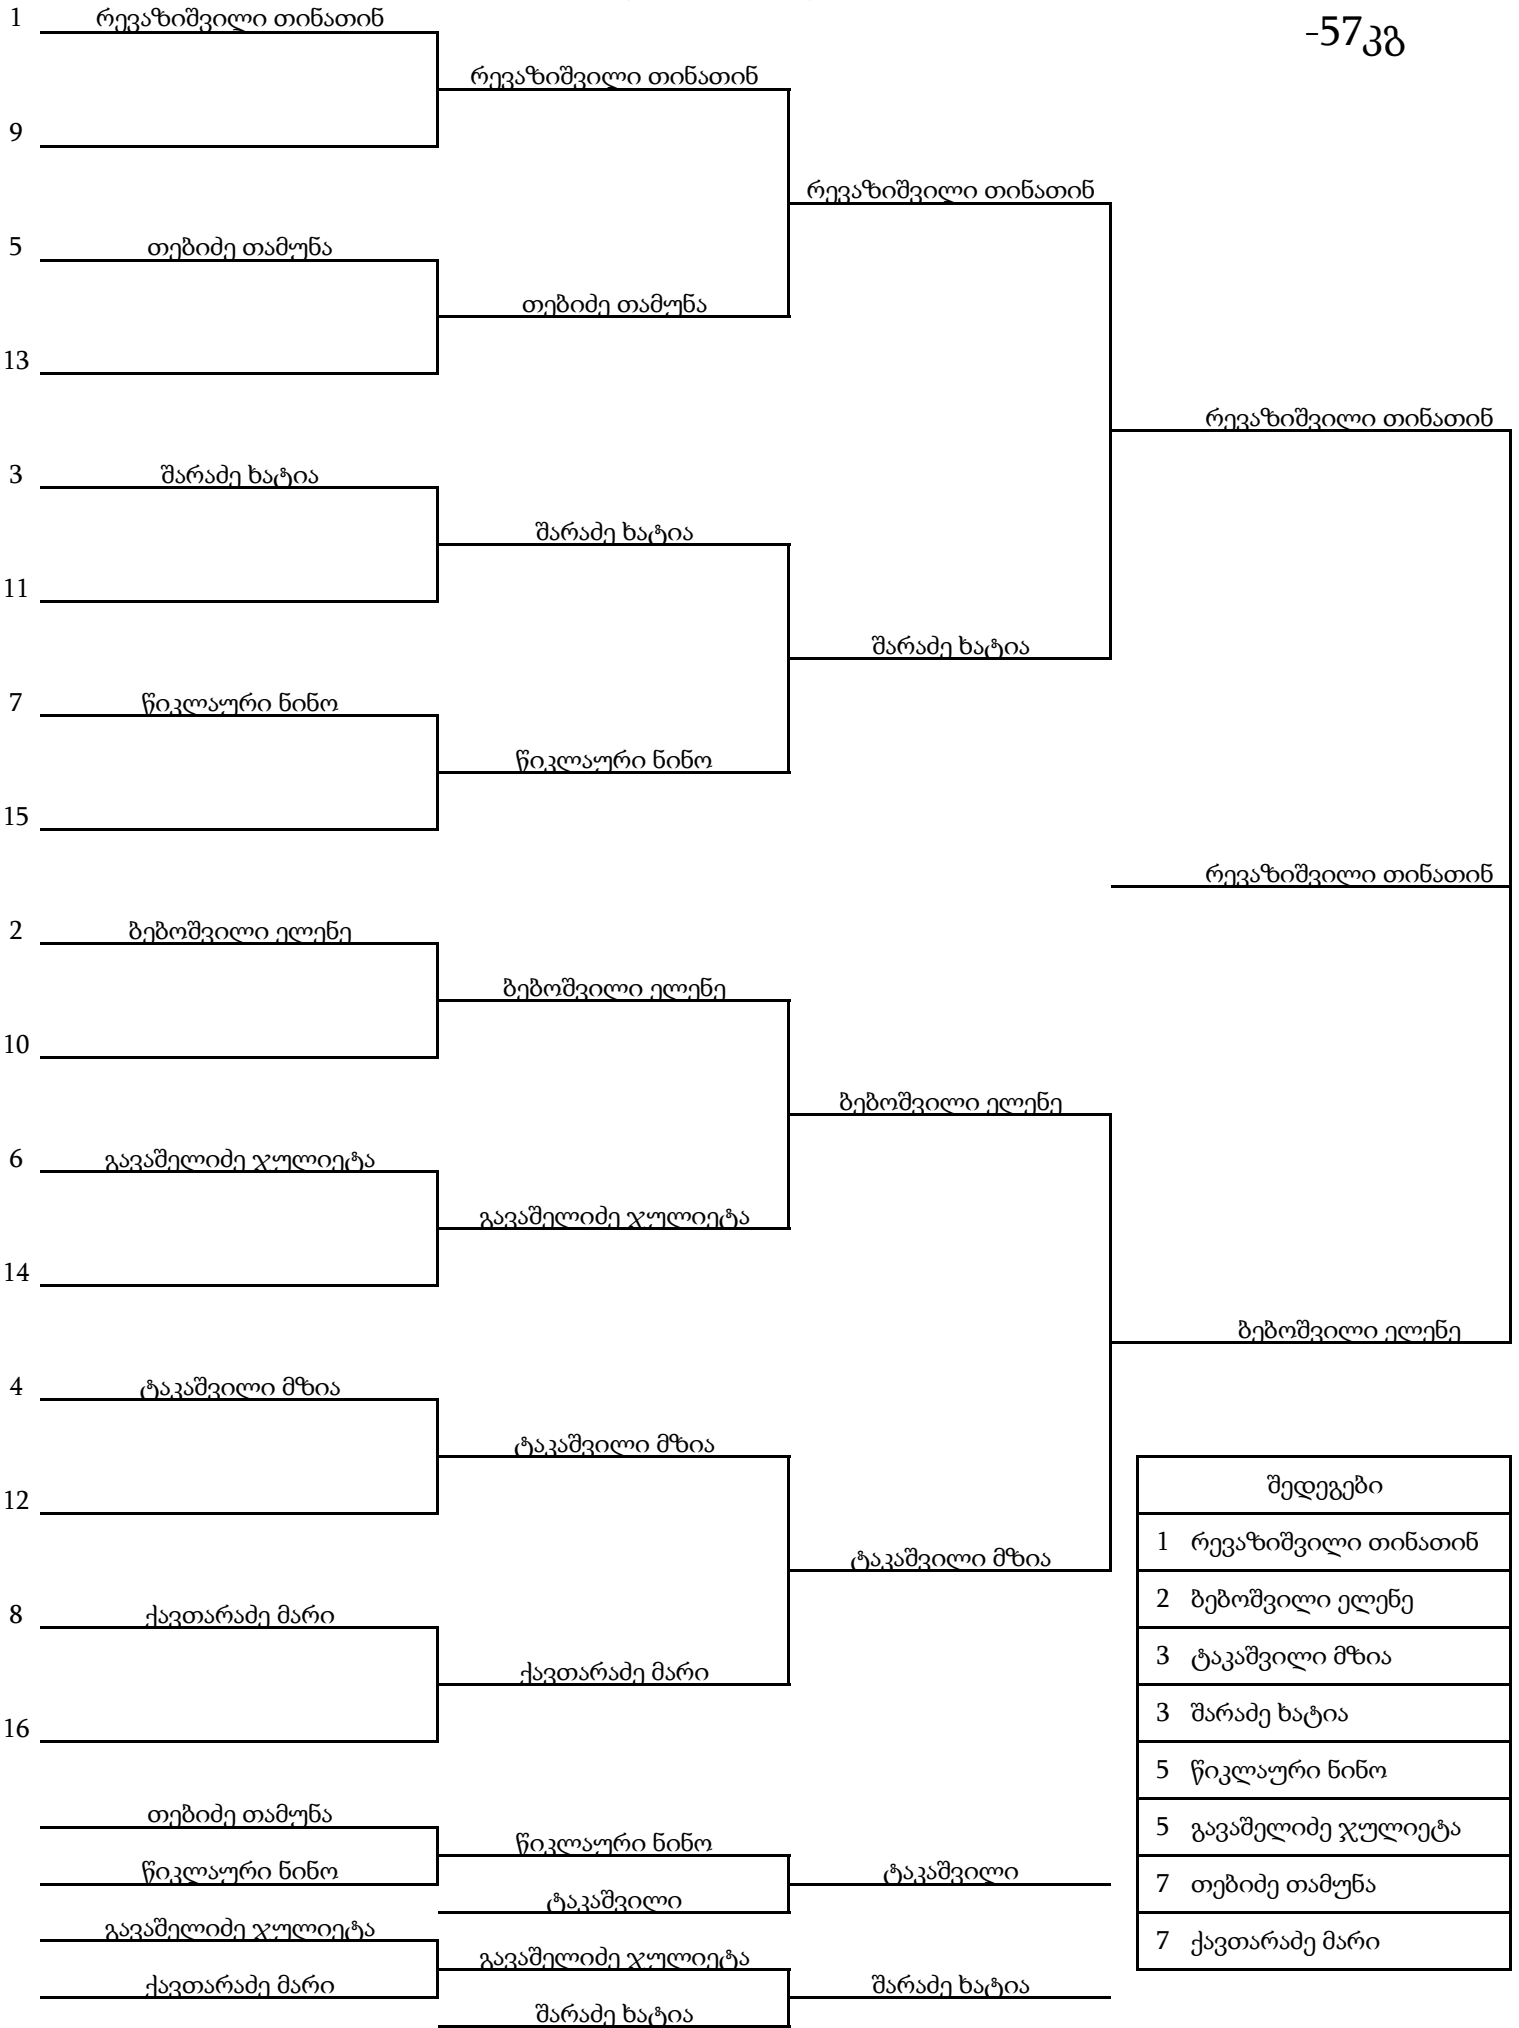 1 რევაზიშვილი თინათინ
-57კგ
რევაზიშვილი თინათინ
9
რევაზიშვილი თინათინ
5 თებიძე თამუნა
თებიძე თამუნა
13
რევაზიშვილი თინათინ
3 შარაძე ხატია
შარაძე ხატია
11
შარაძე ხატია
7 წიკლაური ნინო
წიკლაური ნინო
15
რევაზიშვილი თინათინ
2 ბებოშვილი ელენე
ბებოშვილი ელენე
10
ბებოშვილი ელენე
6 გავაშელიძე ჯულიეტა
გავაშელიძე ჯულიეტა
14
ბებოშვილი ელენე
4 ტაკაშვილი მზია
ტაკაშვილი მზია
12
ტაკაშვილი მზია
8 ქავთარაძე მარი
ქავთარაძე მარი
16
თებიძე თამუნა
წიკლაური ნინო
წიკლაური ნინო
ტაკაშვილი
ტაკაშვილი
გავაშელიძე ჯულიეტა
ქავთარაძე მარი
გავაშელიძე ჯულიეტა
შარაძე ხატია
შარაძე ხატია
შედეგები
1 რევაზიშვილი თინათინ
2 ბებოშვილი ელენე
3 ტაკაშვილი მზია
3 შარაძე ხატია
5 წიკლაური ნინო
5 გავაშელიძე ჯულიეტა
7 თებიძე თამუნა
7 ქავთარაძე მარი